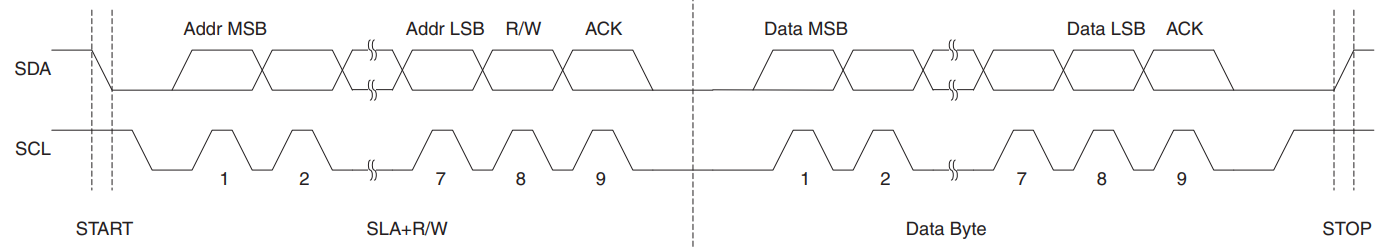 Addr MSB Addr LSB R/W ACK Data MSB Data LSB ACK
SDA
SCL
1 2 7 8 9 1 2 7 8 9
START SLA+R/W Data Byte STOP